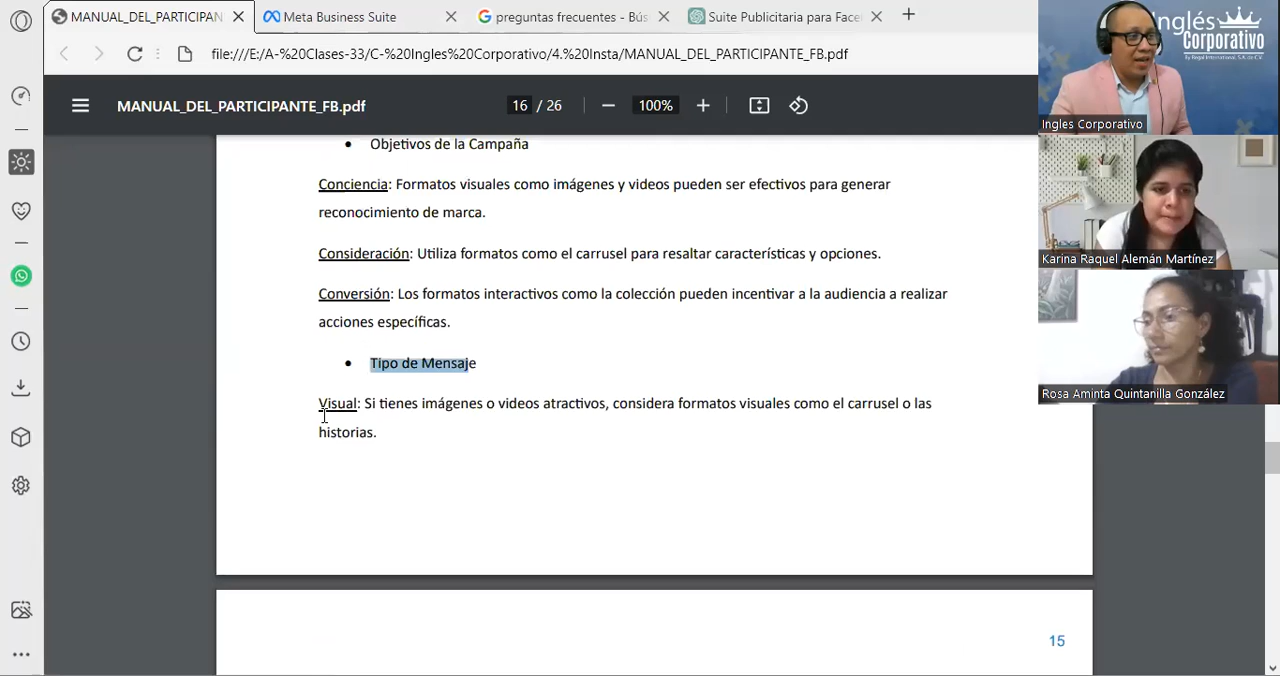 MANUAL_DEL_PARTICIPAN
Meta Business Suite
preguntas frecuentes - Bús
Suite Publicitaria para Face
file:///E:/A-%20Clases-33/C-%20Ingles%20Corporativo/4.%20Insta/MANUAL_DEL_PARTICIPANTE_FB.pdf
MANUAL_DEL_PARTICIPANTE_FB.pdf
16 / 26
100%
• Objetivos de la Campaña
Conciencia: Formatos visuales como imágenes y videos pueden ser efectivos para generar
reconocimiento de marca.
Consideración: Utiliza formatos como el carrusel para resaltar características y opciones.
Conversión: Los formatos interactivos como la colección pueden incentivar a la audiencia a realizar
acciones específicas.
• Tipo de Mensaje
Visual: Si tienes imágenes o videos atractivos, considera formatos visuales como el carrusel o las
historias.
15
Inglés
Corporativo
By Regal International, S.A. de C.V.
Ingles Corporativo
Karina Raquel Alemán Martínez
Rosa Aminta Quintanilla González